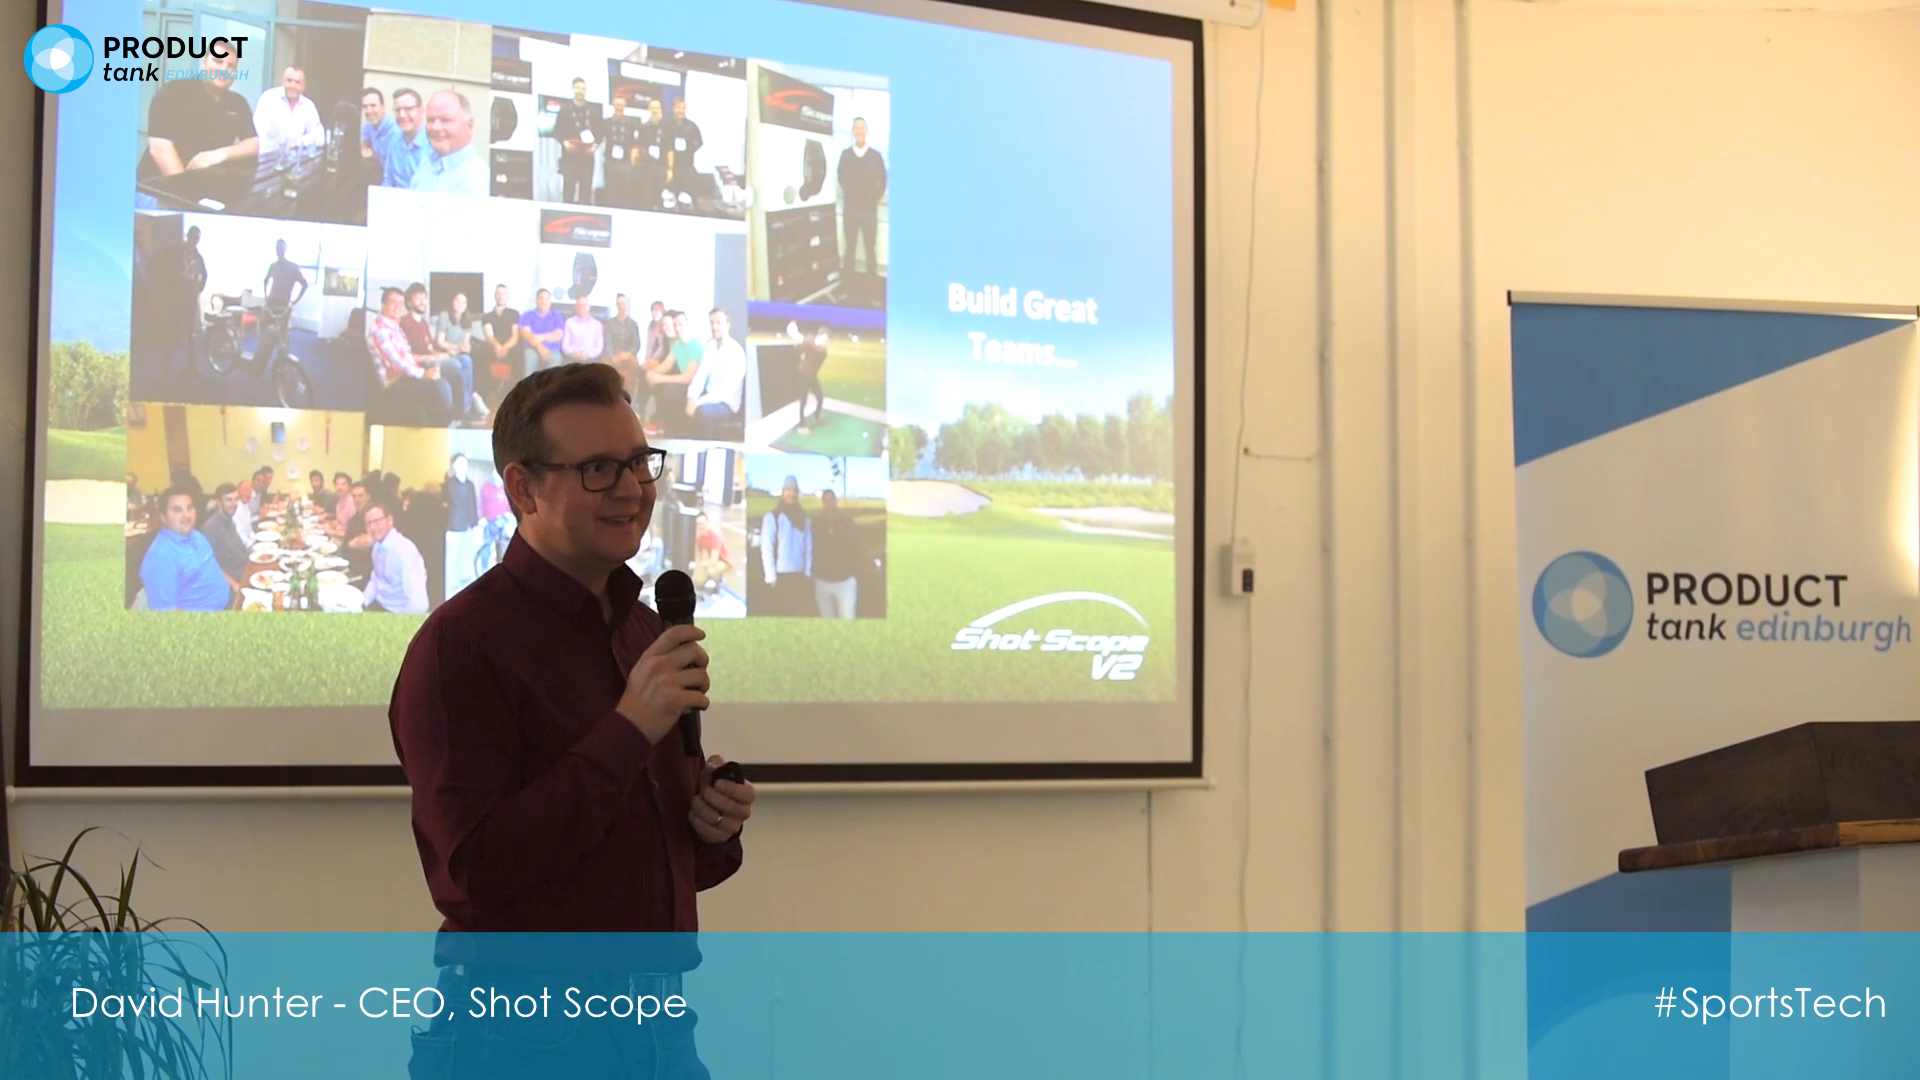 PRODUCT
tank EDINBURGH
Build Great
Teams...
Shot Scope
V2
PRODUCT
tank edinburgh
David Hunter - CEO, Shot Scope
#SportsTech